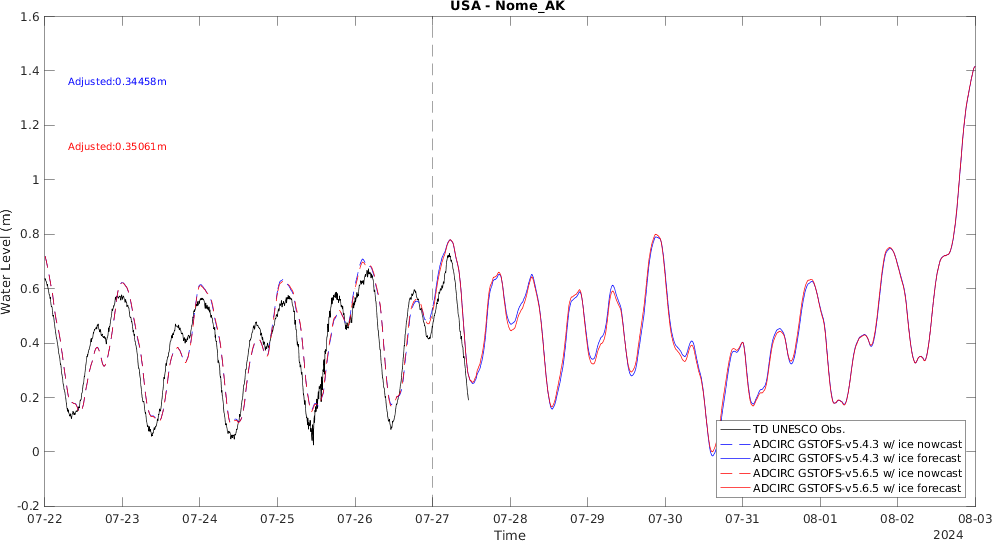 USA - Nome_AK
1.6
1.4
1.2
1
0.8
0.6
0.4
0.2
0
-0.2
Water Level (m)
Adjusted:0.34458m
Adjusted:0.35061m
TD UNESCO Obs.
ADCIRC GSTOFS-v5.4.3 w/ ice nowcast
ADCIRC GSTOFS-v5.4.3 w/ ice forecast
ADCIRC GSTOFS-v5.6.5 w/ ice nowcast
ADCIRC GSTOFS-v5.6.5 w/ ice forecast
07-22 07-23 07-24 07-25 07-26 07-27 07-28 07-29 07-30 07-31 08-01 08-02 08-03
Time
2024